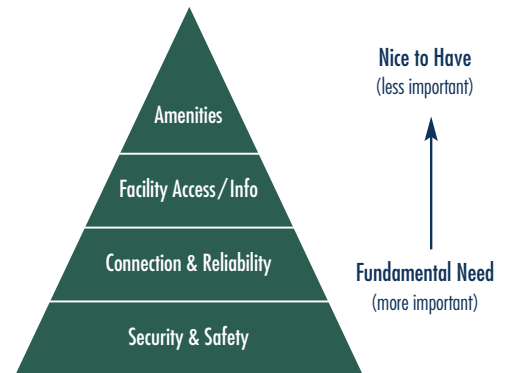 Amenities
Facility Access/Info
Connection & Reliability
Security & Safety
Nice to Have
(less important)
Fundamental Need
(more important)